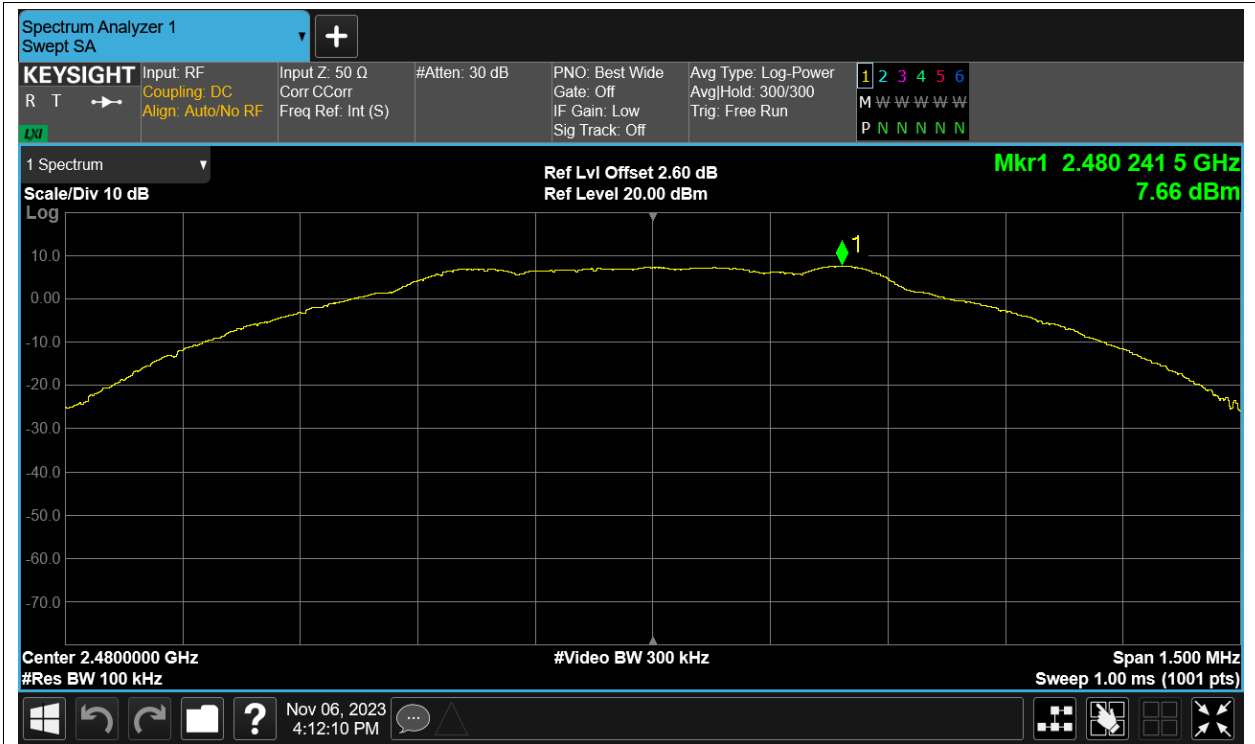 Spectrum Analyzer 1
Swept SA
KEYSIGHT
R T
LXI
Input: RF
Coupling: DC
Align: Auto/No RF
Input Z: 50 Ω
Corr CCorr
Freq Ref: Int (S)
#Atten: 30 dB
PNO: Best Wide
Gate: Off
IF Gain: Low
Sig Track: Off
Avg Type: Log-Power
Avg|Hold: 300/300
Trig: Free Run
1 2 3 4 5 6
M W W W W W
P N N N N N
1 Spectrum
Scale/Div 10 dB
Log
Ref Lvl Offset 2.60 dB
Ref Level 20.00 dBm
Mkr1 2.480 241 5 GHz
7.66 dBm
1
10.0
0.00
-10.0
-20.0
-30.0
-40.0
-50.0
-60.0
-70.0
Center 2.4800000 GHz
#Res BW 100 kHz
#Video BW 300 kHz
Span 1.500 MHz
Sweep 1.00 ms (1001 pts)
?
Nov 06, 2023
4:12:10 PM